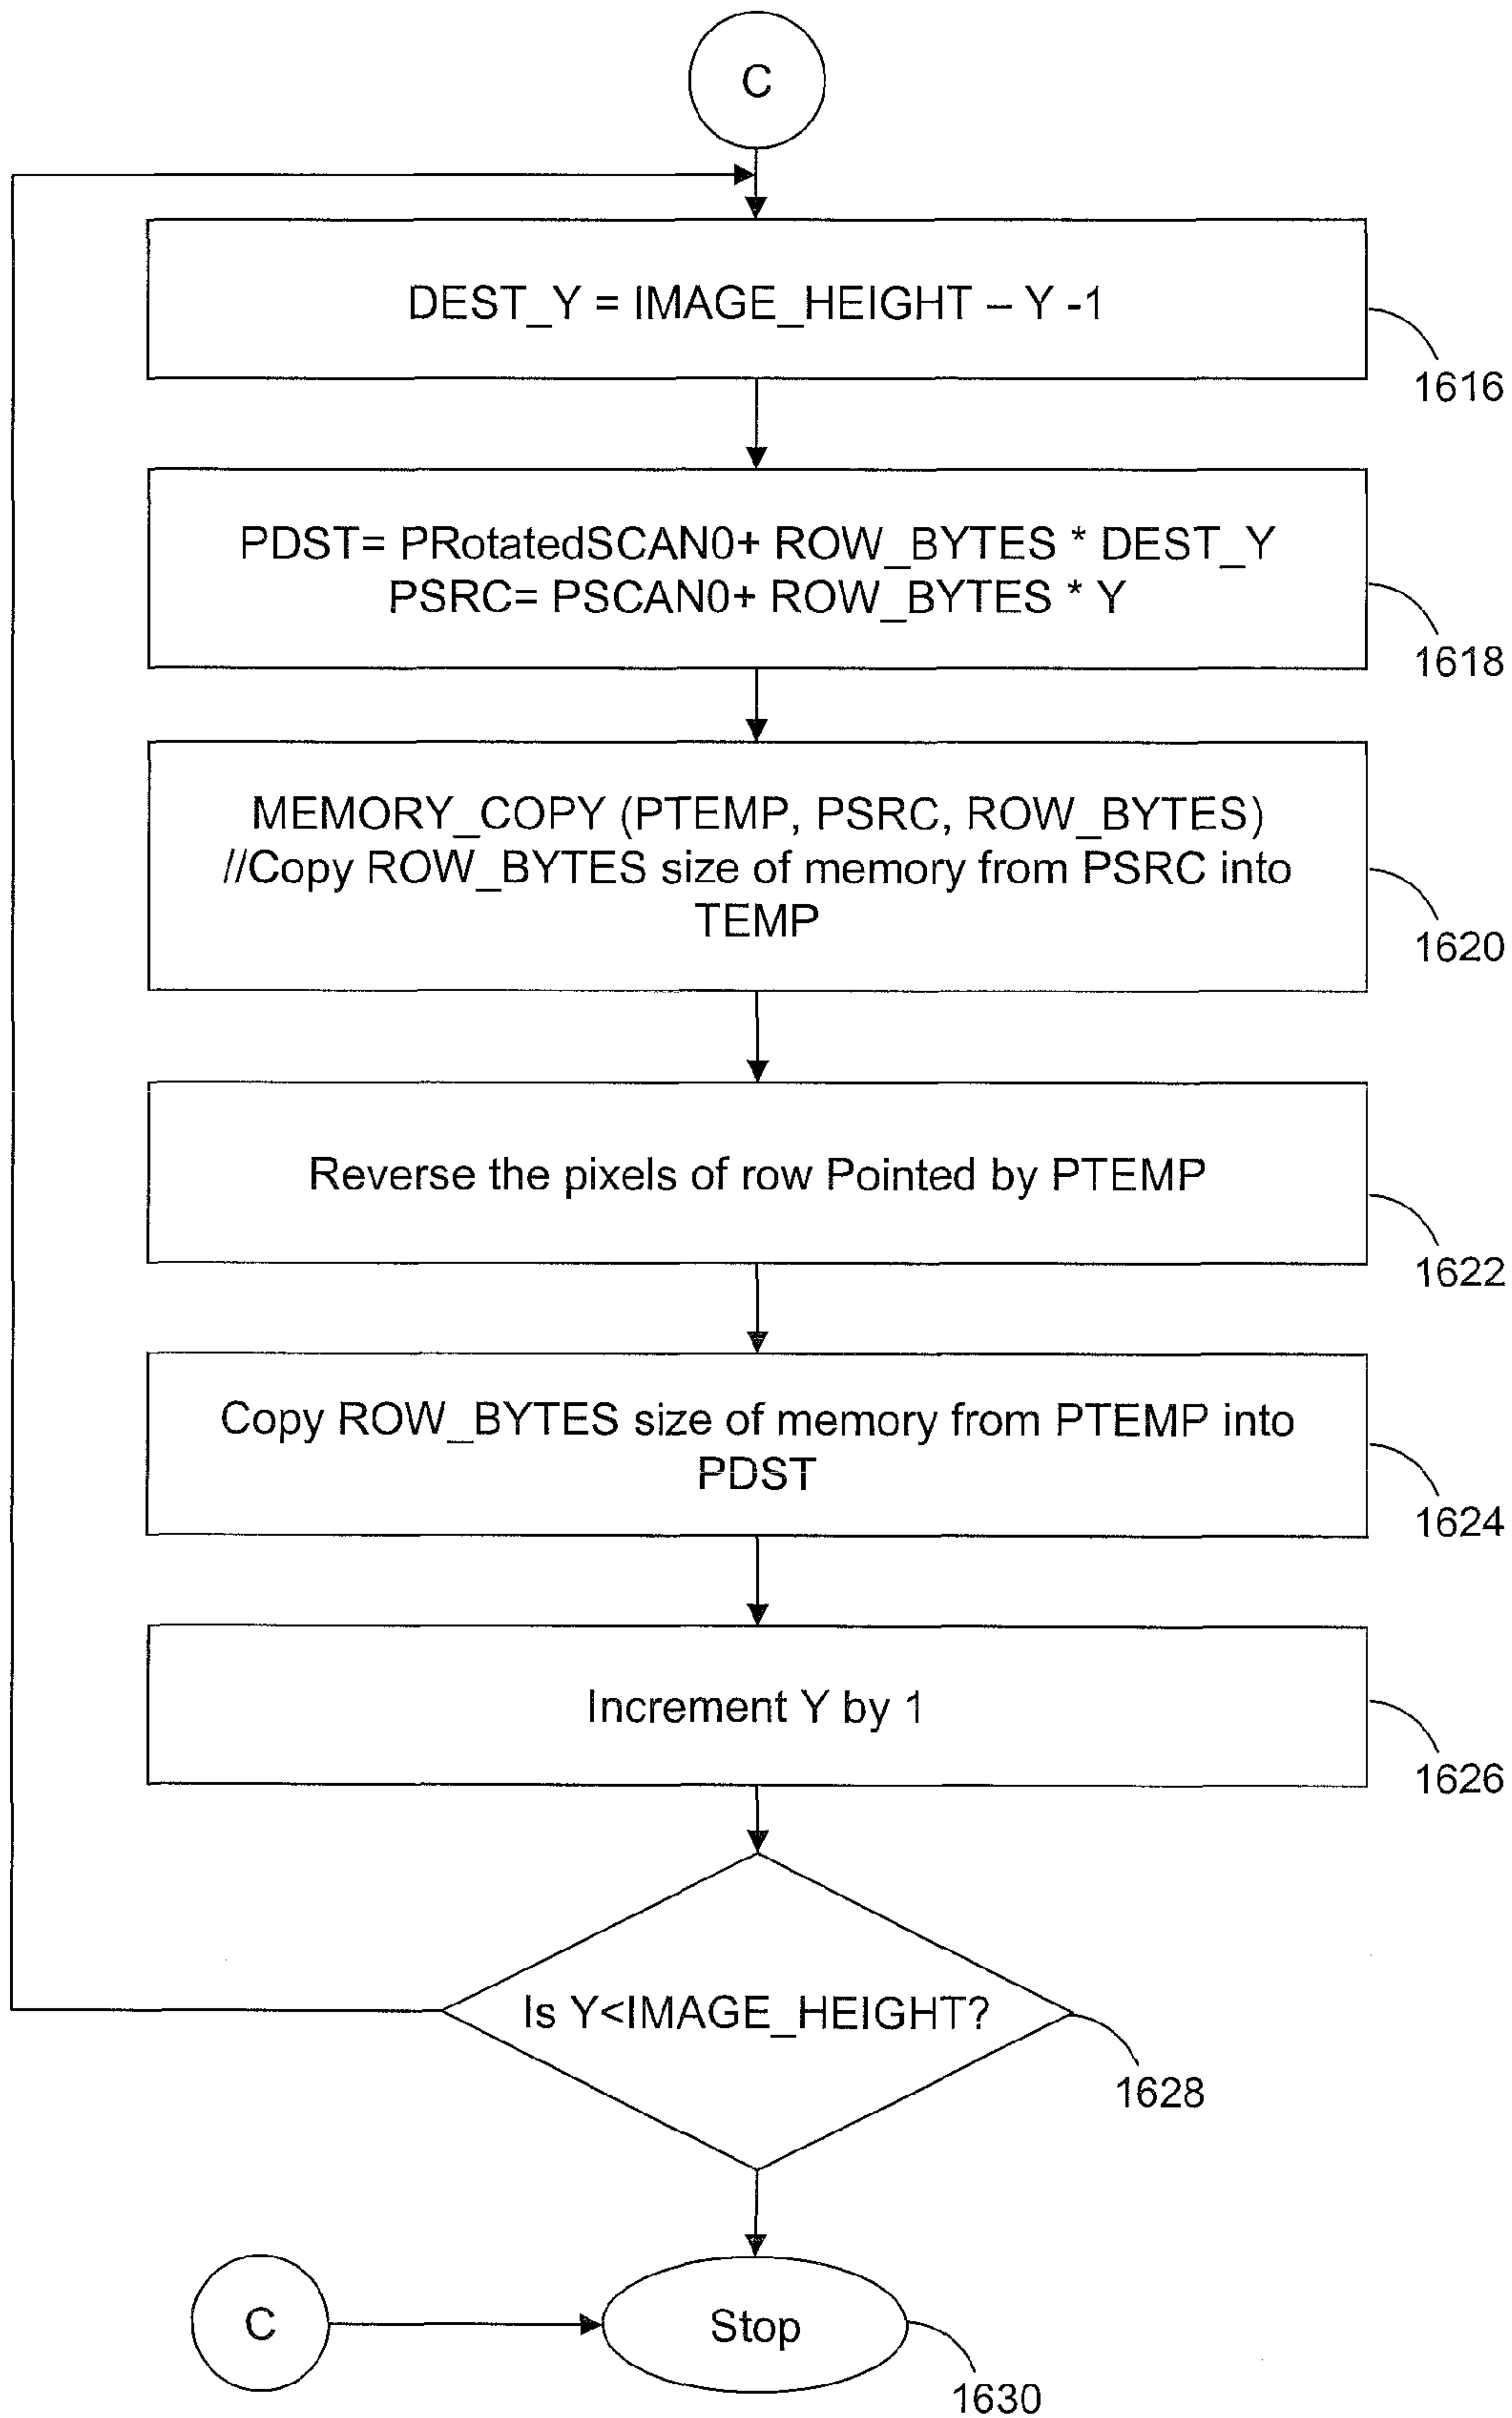 C
DEST_Y = IMAGE_HEIGHT – Y -1
1616
PDST= PRotatedSCAN0+ ROW_BYTES * DEST_Y
PSRC= PSCAN0+ ROW_BYTES * Y
1618
MEMORY_COPY (PTEMP, PSRC, ROW_BYTES)
//Copy ROW_BYTES size of memory from PSRC into
TEMP
1620
Reverse the pixels of row Pointed by PTEMP
1622
Copy ROW_BYTES size of memory from PTEMP into
PDST
1624
Increment Y by 1
1626
Is Y<IMAGE_HEIGHT?
1628
C
Stop
1630